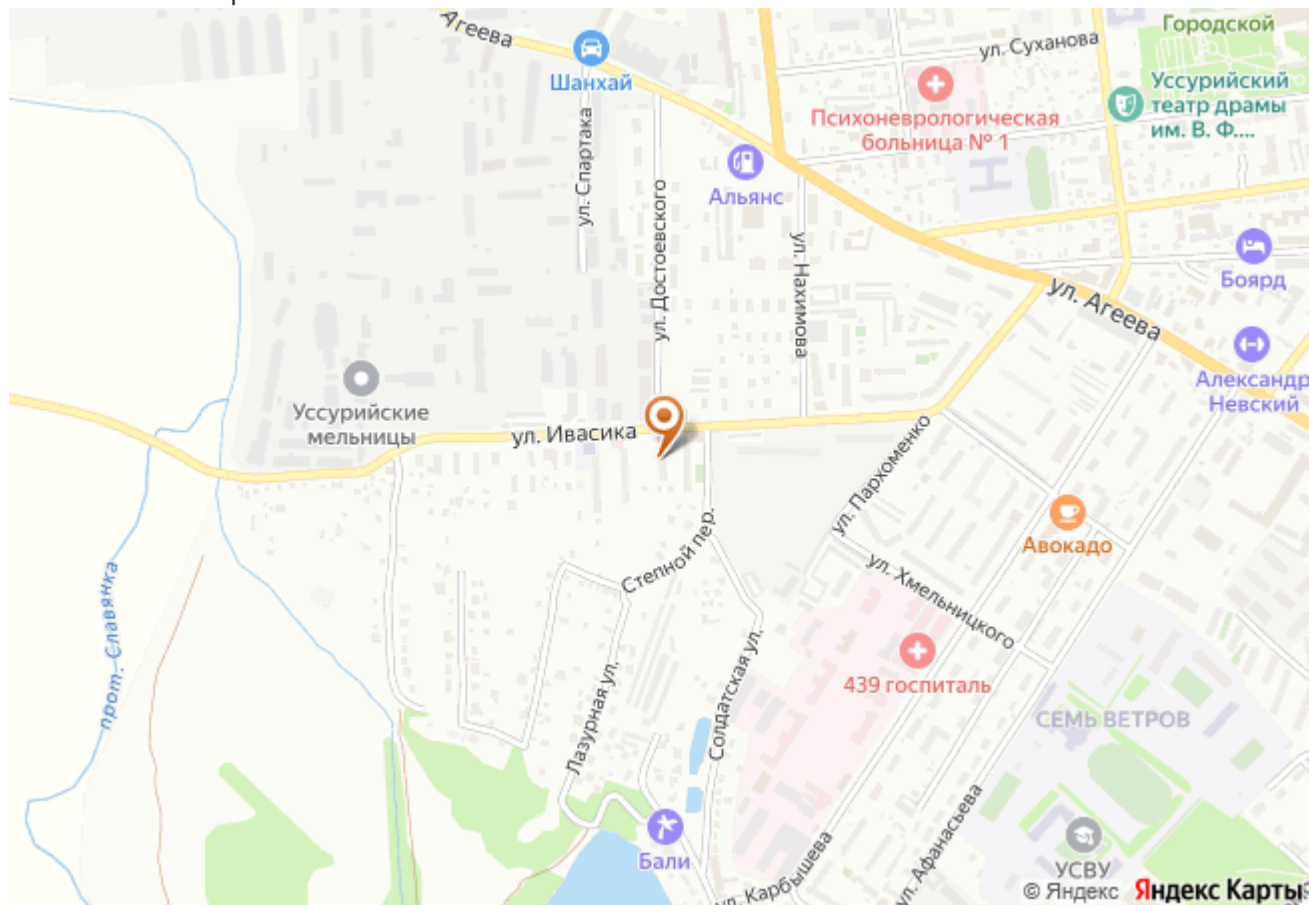 Городской
Агеева
ул. Суханова
Шанхай
Уссурийский
театр драмы
им. В. Ф....
Психоневрологическая
больница № 1
ул. Спартака
Альянс
ул. Достоевского
ул. Нахимова
Боярд
ул. Агеева
Александр
Невский
Уссурийские
мельницы
ул. Ивасика
ул. Пархоменко
Авокадо
Степной пер.
ул. Хмельницкого
прот. Славянка
439 госпиталь
Солдатская ул.
Лазурная ул.
СЕМЬ ВЕТРОВ
Бали
ул. Карбышева
ул. Афанасьева
УСВУ
© Яндекс Яндекс Карты